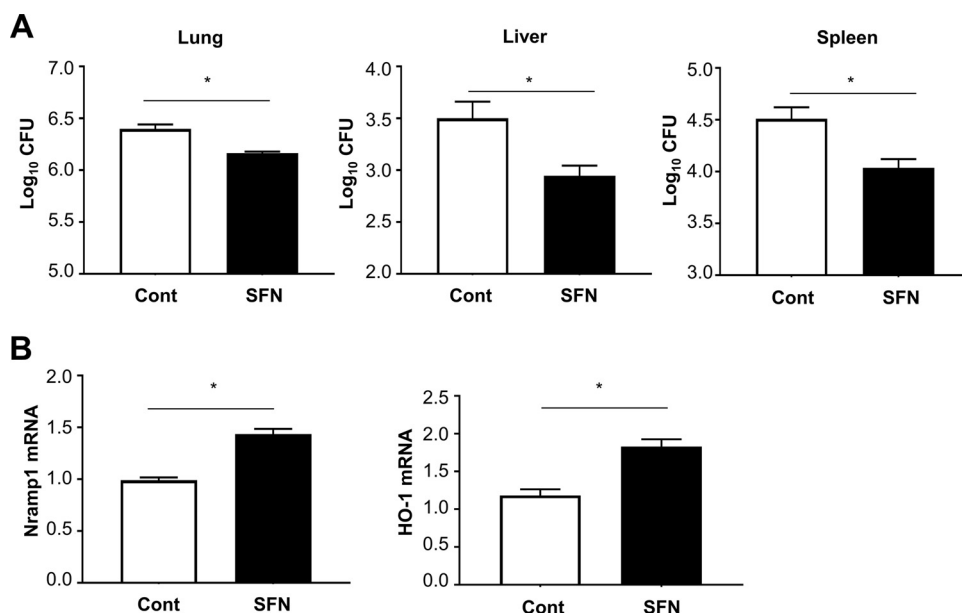 A
Lung
Log10 CFU
7.0
6.5
6.0
5.5
5.0
*
Cont SFN
Liver
Log10 CFU
4.0
3.5
3.0
2.5
2.0
*
Cont SFN
Spleen
Log10 CFU
5.0
4.5
4.0
3.5
3.0
*
Cont SFN
B
Nramp1 mRNA
2.0
1.5
1.0
0.5
0.0
*
Cont SFN
HO-1 mRNA
2.5
2.0
1.5
1.0
0.5
0.0
*
Cont SFN